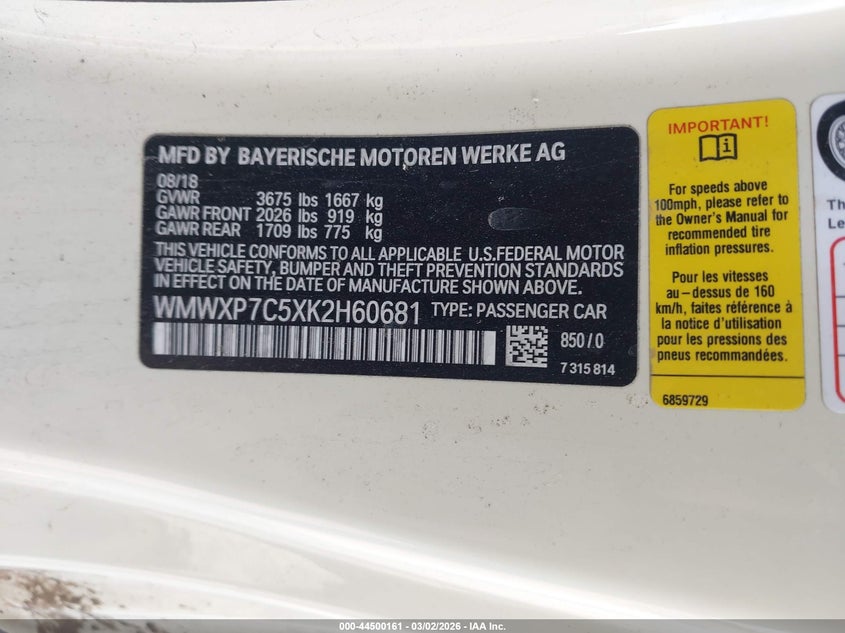 MFD BY BAYERISCHE MOTOREN WERKE AG
08/18
GVWR 3675 lbs 1667 kg
GAWR FRONT 2026 lbs 919 kg
GAWR REAR 1709 lbs 775 kg
THIS VEHICLE CONFORMS TO ALL APPLICABLE U.S.FEDERAL MOTOR
VEHICLE SAFETY, BUMPER AND THEFT PREVENTION STANDARDS
IN EFFECT ON THE DATE OF MANUFACTURE SHOWN ABOVE.
WMWXP7C5XK2H60681 TYPE: PASSENGER CAR
850 / 0
7 315 814
IMPORTANT!
For speeds above
100mph, please refer to
the Owner's Manual for
recommended tire
inflation pressures.
Pour les vitesses
au-dessus de 160
km/h, faites référence à
la notice d'utilisation
pour les pressions des
pneus recommandées.
6859729
Th
Le
000-44500161 - 03/02/2026 - IAA Inc.